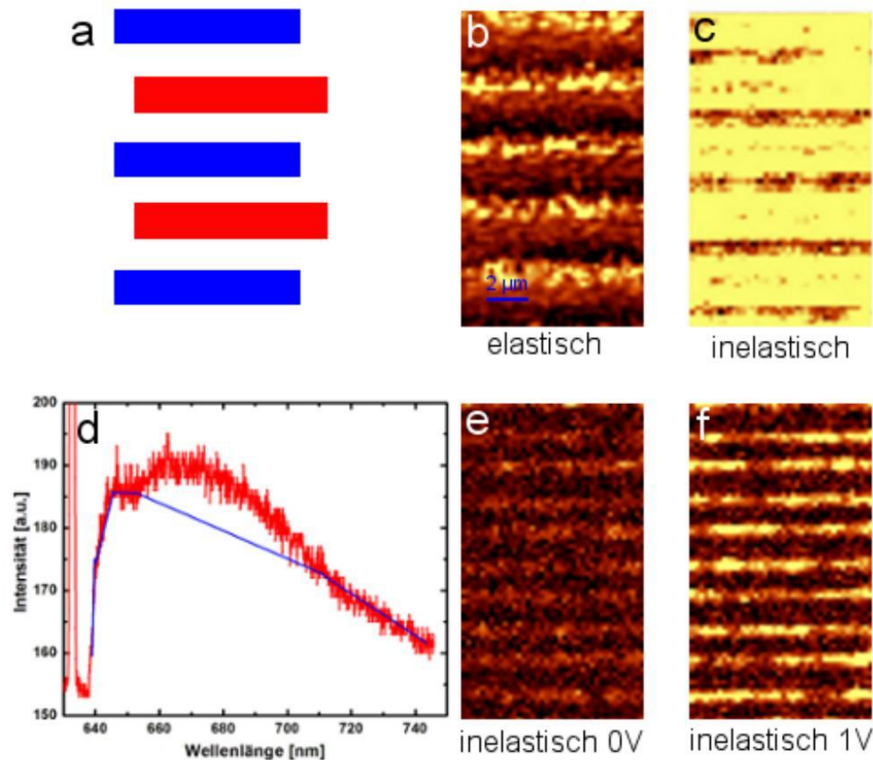 a
b
c
2 µm
elastisch
inelastisch
d
Intensität [a.u.]
200
190
180
170
160
150
640
660
680
700
720
740
Wellenlänge [nm]
e
f
inelastisch 0V
inelastisch 1V